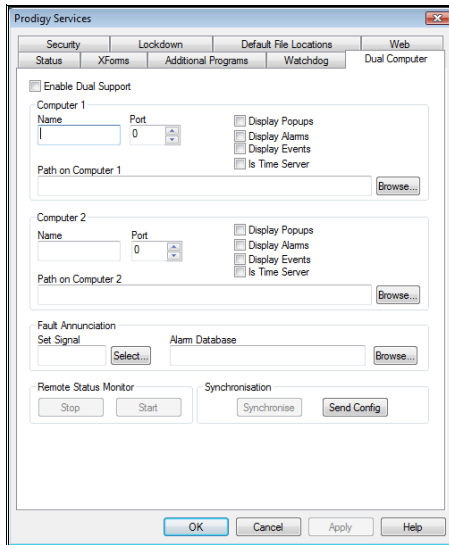 Prodigy Services
Security Lockdown Default File Locations Web
Status XForms Additional Programs Watchdog Dual Computer
Enable Dual Support
Computer 1
Name Port
0
Display Popups
Display Alarms
Display Events
Is Time Server
Path on Computer 1
Browse...
Computer 2
Name Port
0
Display Popups
Display Alarms
Display Events
Is Time Server
Path on Computer 2
Browse...
Fault Annunciation
Set Signal Alarm Database
Select... Browse...
Remote Status Monitor Synchronisation
Stop Start Synchronise Send Config
OK Cancel Apply Help